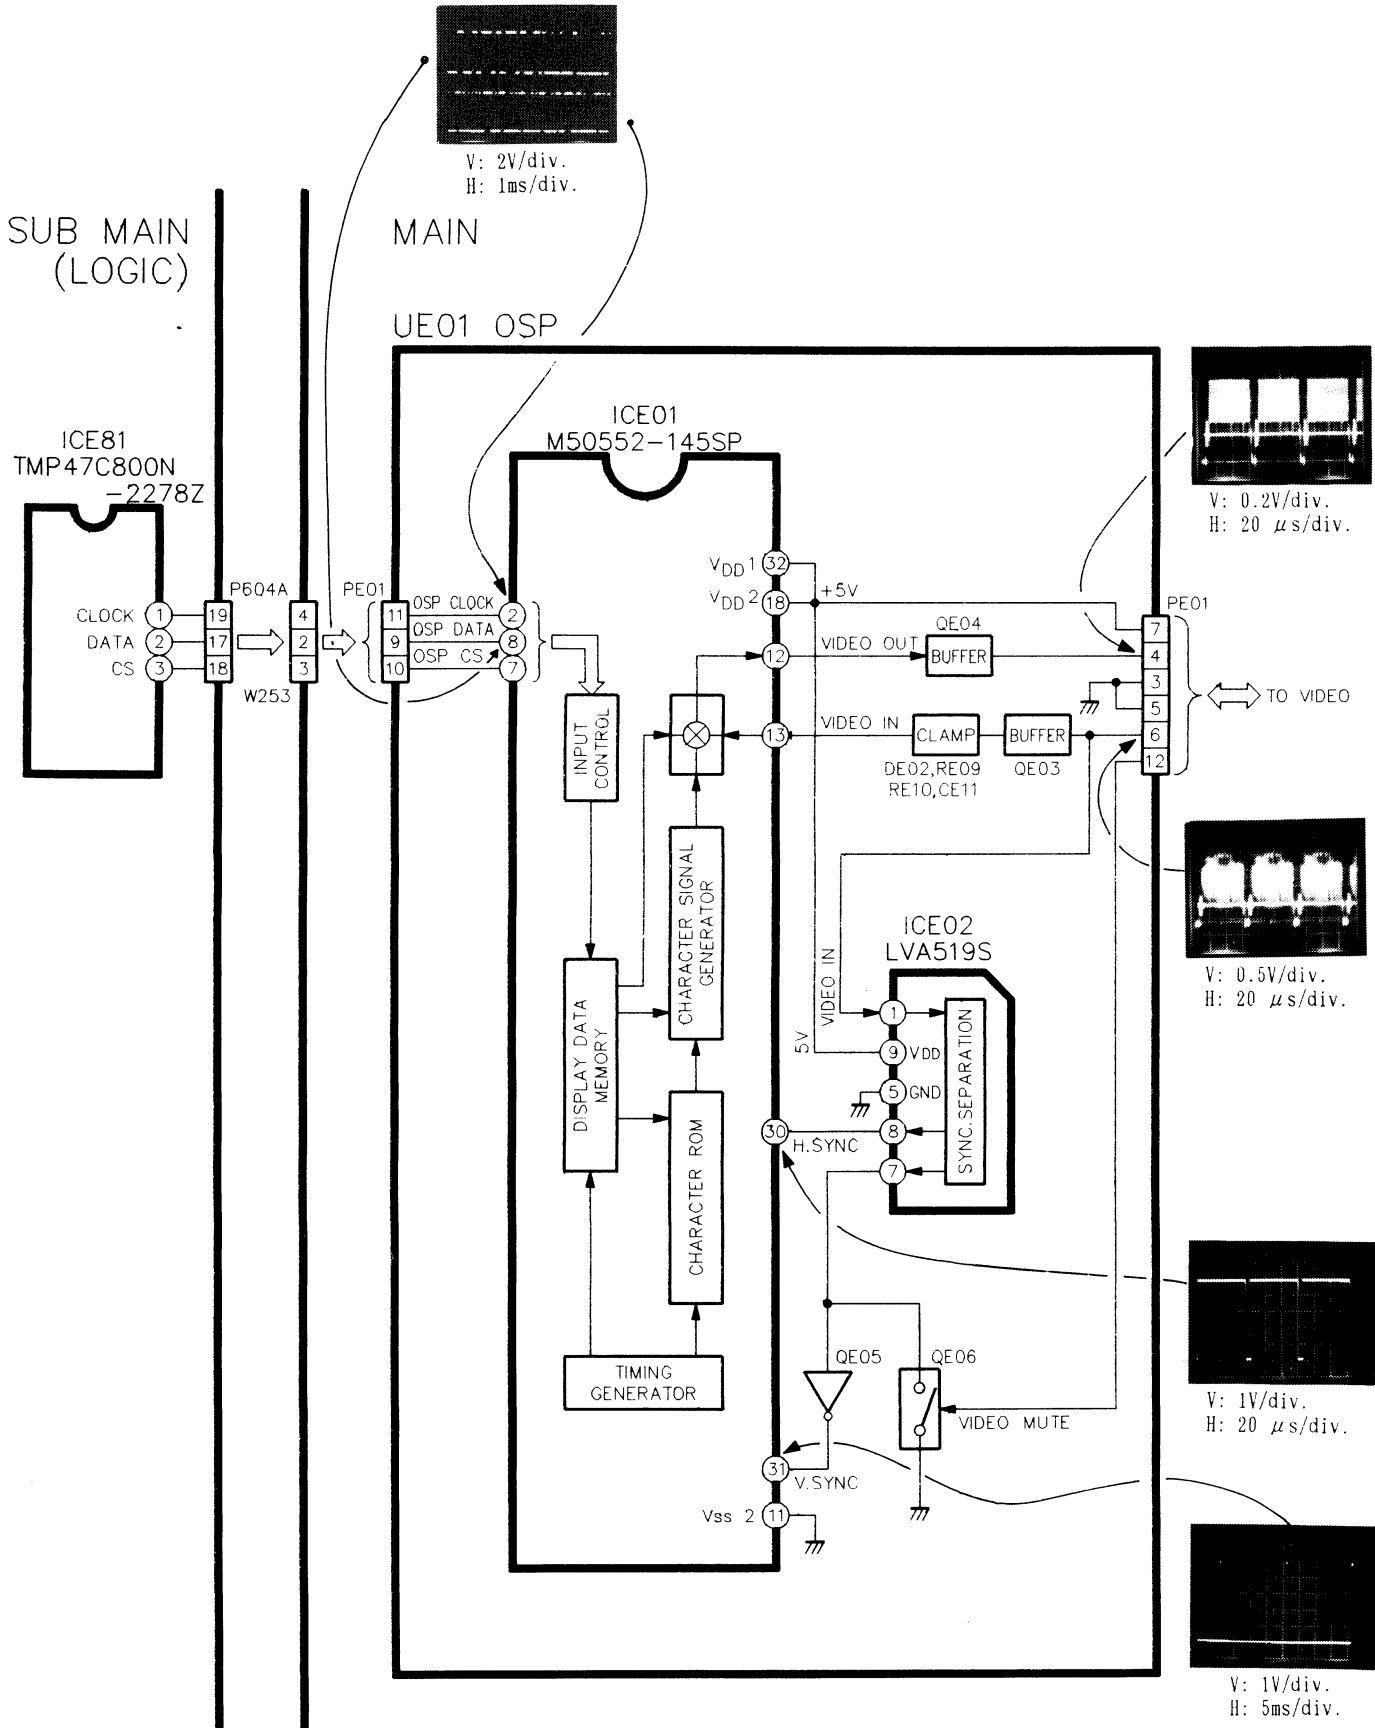 V: 2V/div.
H: 1ms/div.
SUB MAIN
(LOGIC)
MAIN
UE01 OSP
ICE81
TMP47C800N
-2278Z
CLOCK 1
DATA 2
CS 3
P604A
19
17
18
4
2
3
W253
PE01
11
9
10
OSP CLOCK
OSP DATA
OSP CS
2
8
7
ICE01
M50552-145SP
INPUT
CONTROL
DISPLAY DATA
MEMORY
CHARACTER SIGNAL
GENERATOR
CHARACTER ROM
TIMING
GENERATOR
VDD 1 32
VDD 2 18
+5V
12
VIDEO OUT
QE04
BUFFER
13
VIDEO IN
CLAMP
DE02,RE09
RE10,CE11
BUFFER
QE03
PE01
7
4
3
5
6
12
TO VIDEO
V: 0.2V/div.
H: 20 μs/div.
V: 0.5V/div.
H: 20 μs/div.
ICE02
LVA519S
VIDEO IN
5V
1
9 VDD
5 GND
8
7
SYNC.SEPARATION
30 H.SYNC
QE05
QE06
VIDEO MUTE
31 V.SYNC
Vss 2 11
V: 1V/div.
H: 20 μs/div.
V: 1V/div.
H: 5ms/div.